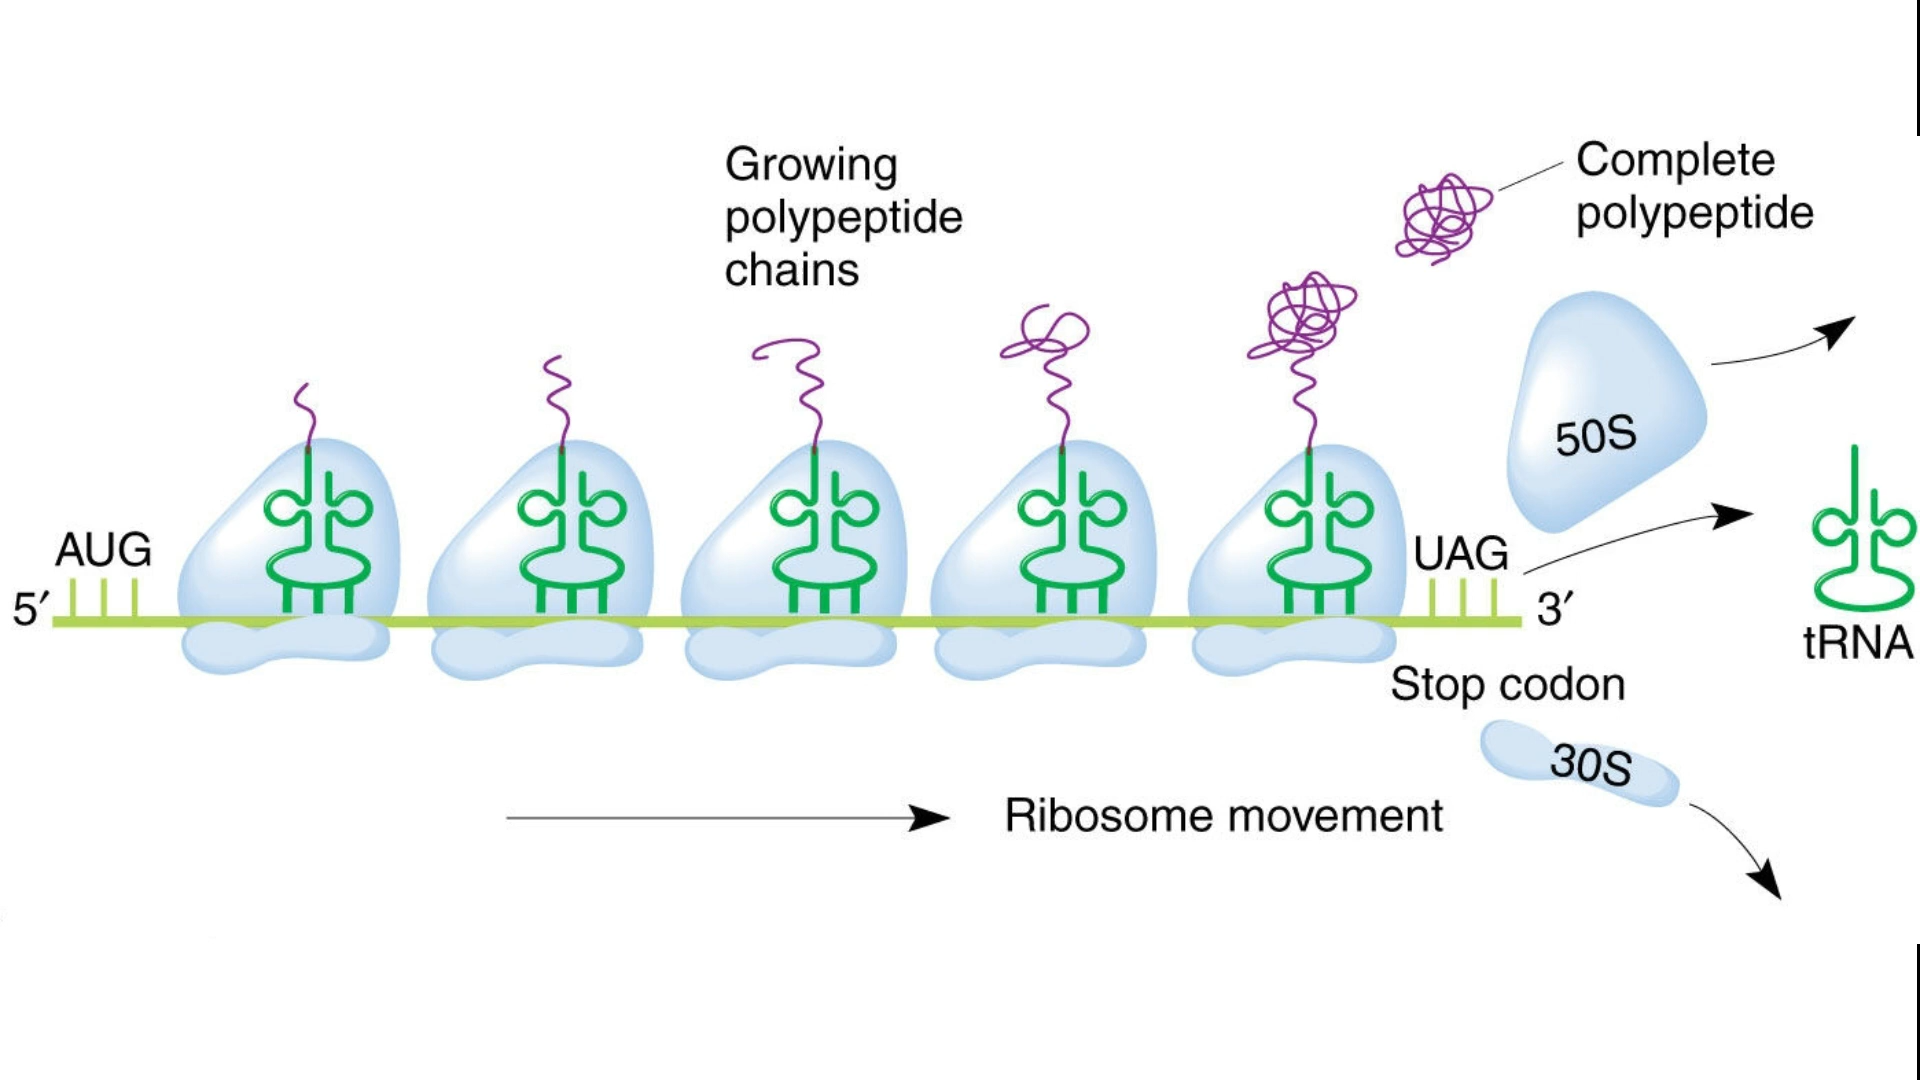 Growing
polypeptide
chains
Complete
polypeptide
50S
AUG
UAG
5′
3′
tRNA
Stop codon
30S
Ribosome movement